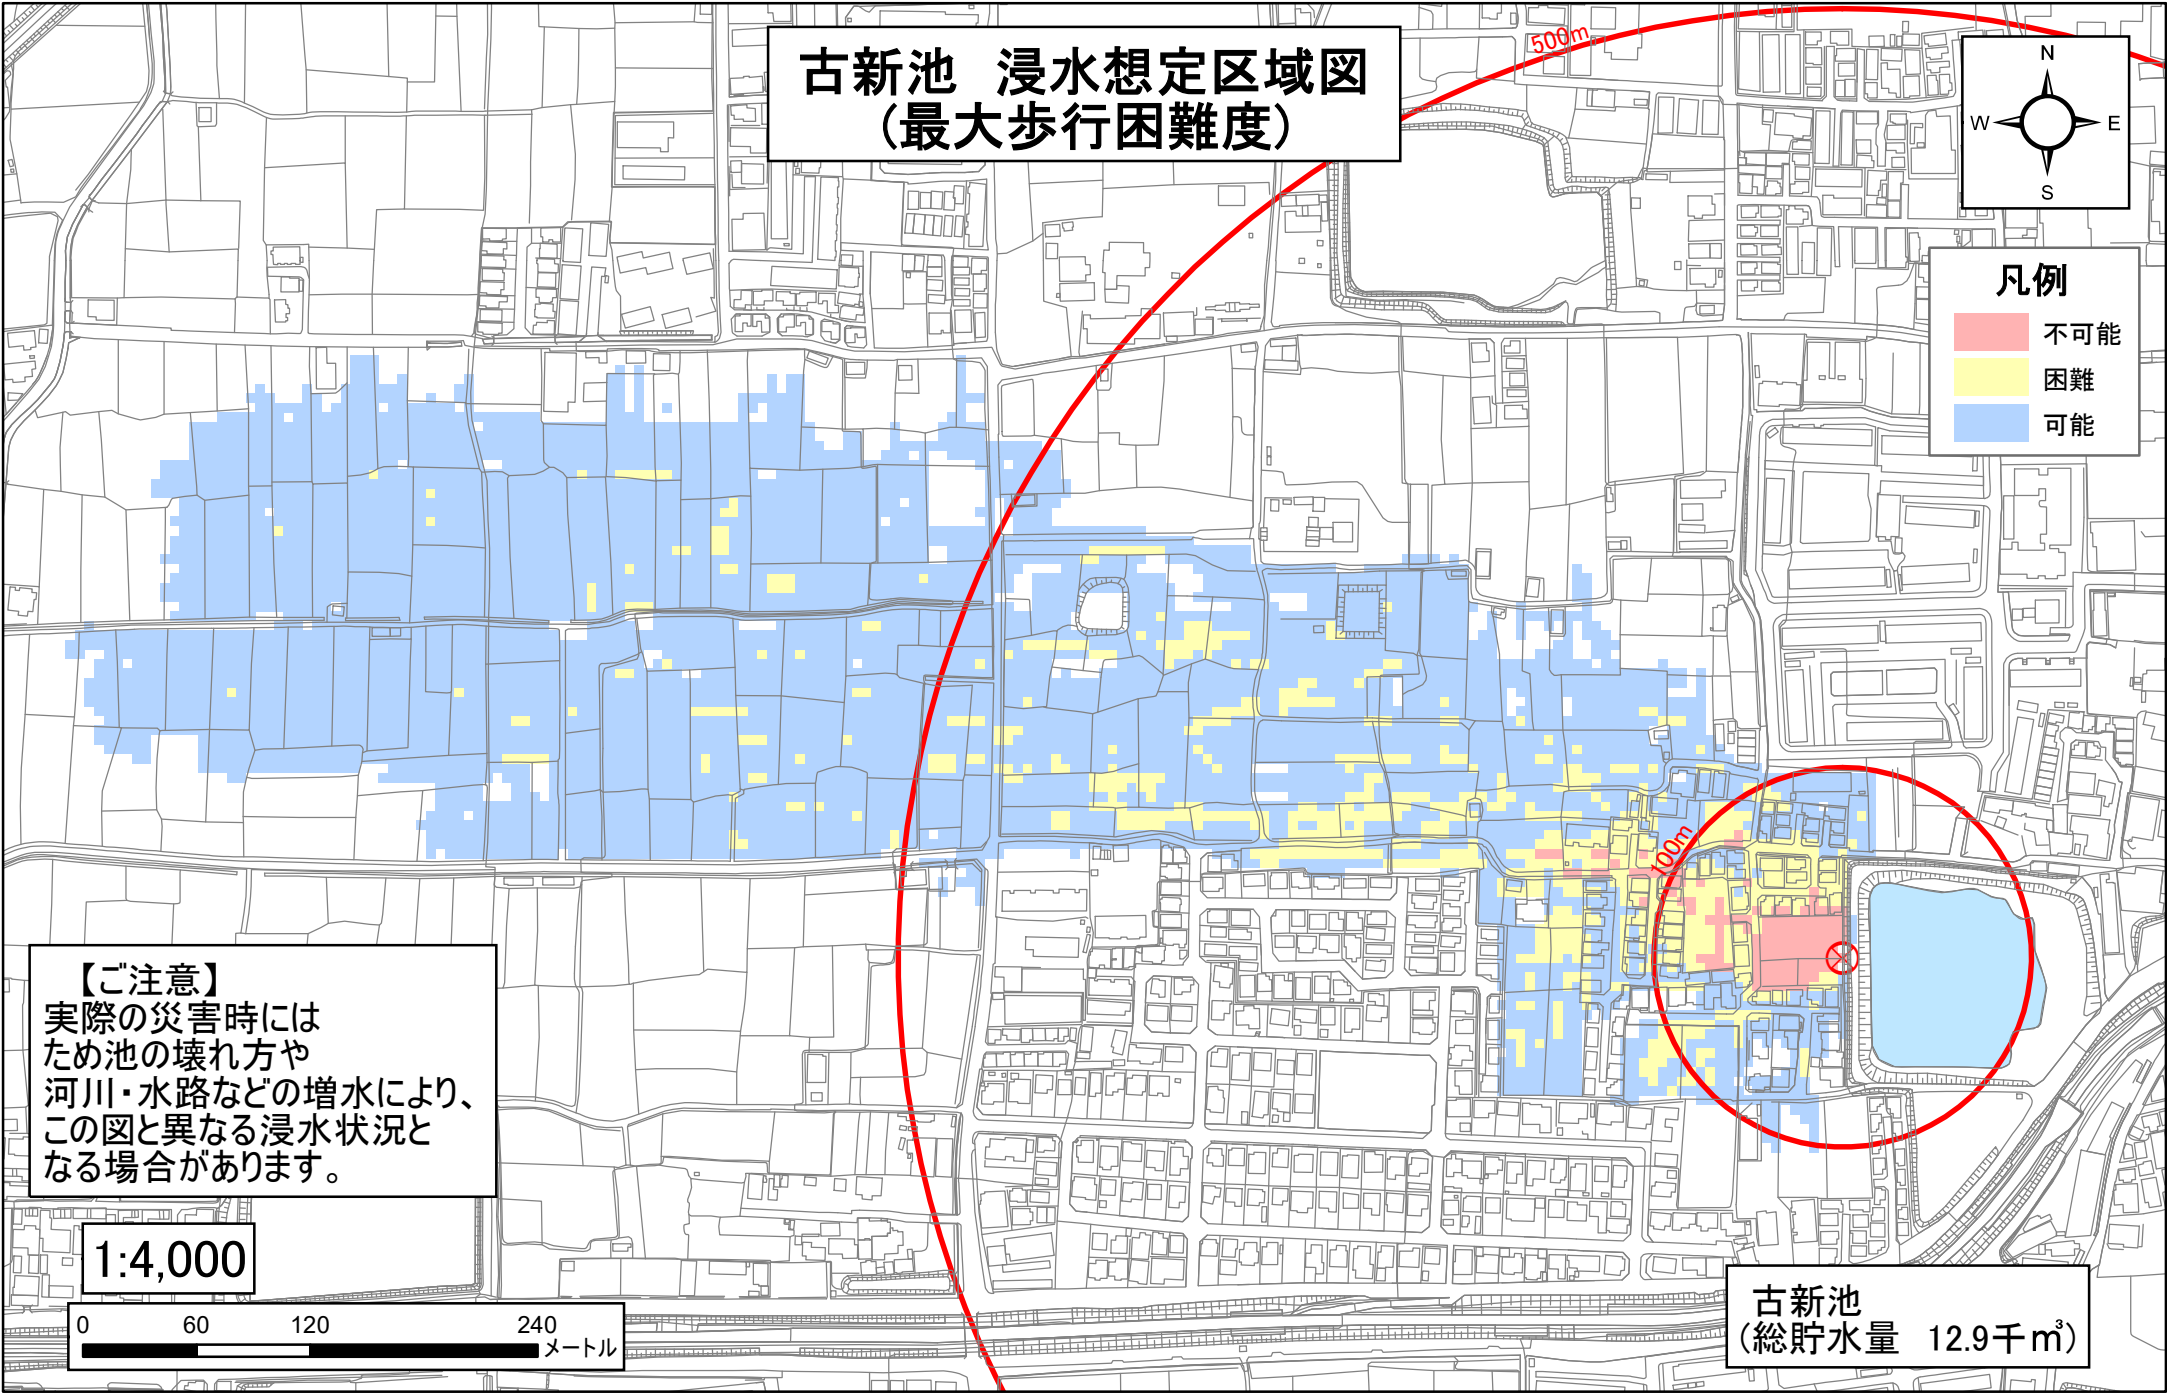 古新池　浸水想定区域図
（最大歩行困難度）
500m
N
W
E
S
凡例
不可能
困難
可能
100m
【ご注意】
実際の災害時には
ため池の壊れ方や
河川・水路などの増水により、
この図と異なる浸水状況と
なる場合があります。
1:4,000
0 60 120 240
メートル
古新池
（総貯水量　12.9千㎥）